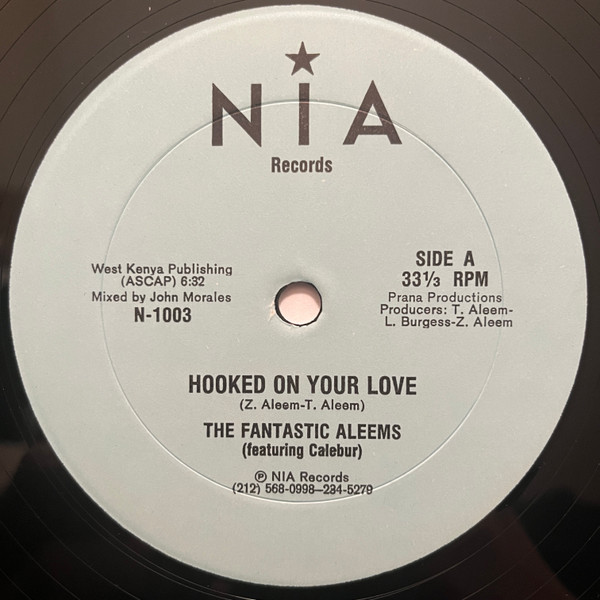 NIA
Records
West Kenya Publishing
(ASCAP) 6:32
Mixed by John Morales
N-1003
SIDE A
33⅓ RPM
Prana Productions
Producers: T. Aleem-
L. Burgess-Z. Aleem
HOOKED ON YOUR LOVE
(Z. Aleem-T. Aleem)
THE FANTASTIC ALEEMS
(featuring Calebur)
℗ NIA Records
(212) 568-0998–234-5279